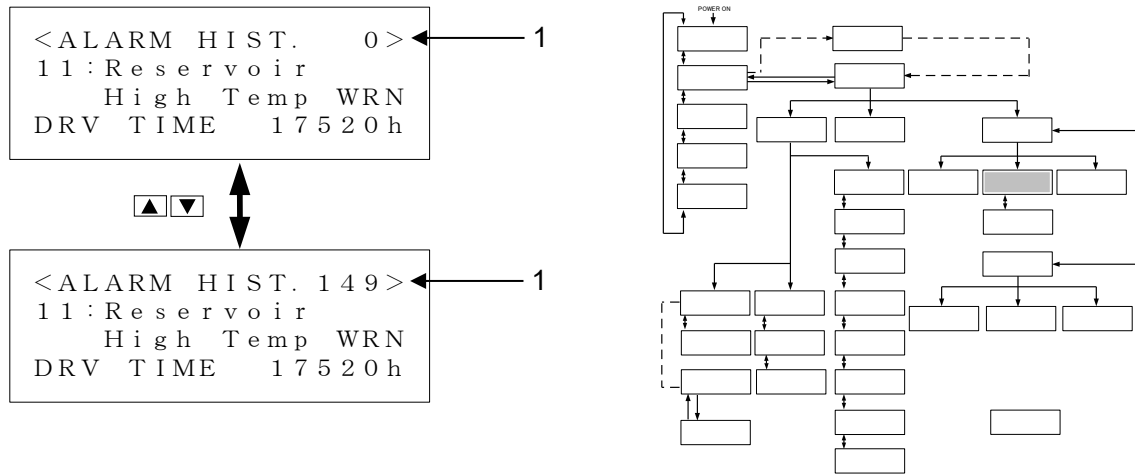 <ALARM HIST. 0>
11:Reservoir
High Temp WRN
DRV TIME 17520h
1
▲ ▼
<ALARM HIST. 149>
11:Reservoir
High Temp WRN
DRV TIME 17520h
1
POWER ON